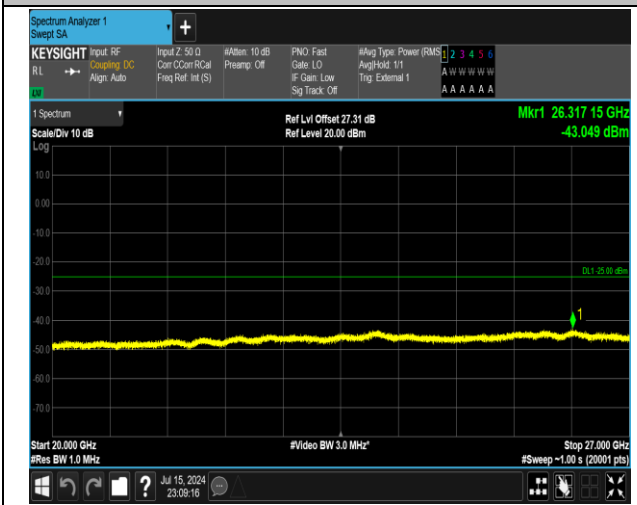 Spectrum Analyzer 1
Swept SA
+
KEYSIGHT Input: RF Input Z: 50 Ω #Atten: 10 dB PNO: Fast #Avg Type: Power (RMS 1 2 3 4 5 6
RL Coupling: DC Corr CCorr RCal Preamp: Off Gate: LO Avg|Hold: 1/1 A W W W W W
Align: Auto Freq Ref: Int (S) IF Gain: Low Trig: External 1
Sig Track: Off A A A A A A
1 Spectrum Ref Lvl Offset 27.31 dB Mkr1 26.317 15 GHz
Scale/Div 10 dB Ref Level 20.00 dBm -43.049 dBm
Log
10.0
0.00
-10.0
-20.0
DL1 -25.00 dBm
-30.0
-40.0
1
-50.0
-60.0
-70.0
Start 20.000 GHz #Video BW 3.0 MHz* Stop 27.000 GHz
#Res BW 1.0 MHz #Sweep ~1.00 s (20001 pts)
? Jul 15, 2024
23:09:16